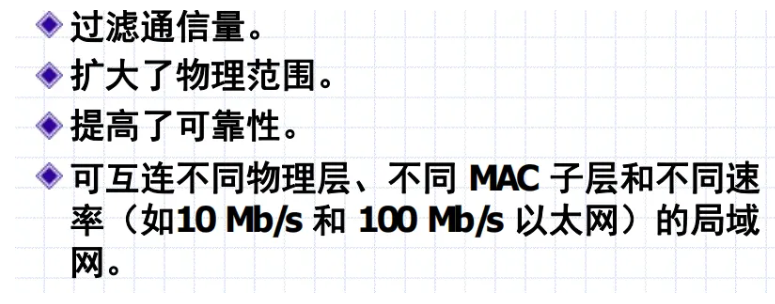 过滤通信量。
扩大了物理范围。
提高了可靠性。
可互连不同物理层、不同 MAC 子层和不同速
率（如10 Mb/s 和 100 Mb/s 以太网）的局域
网。